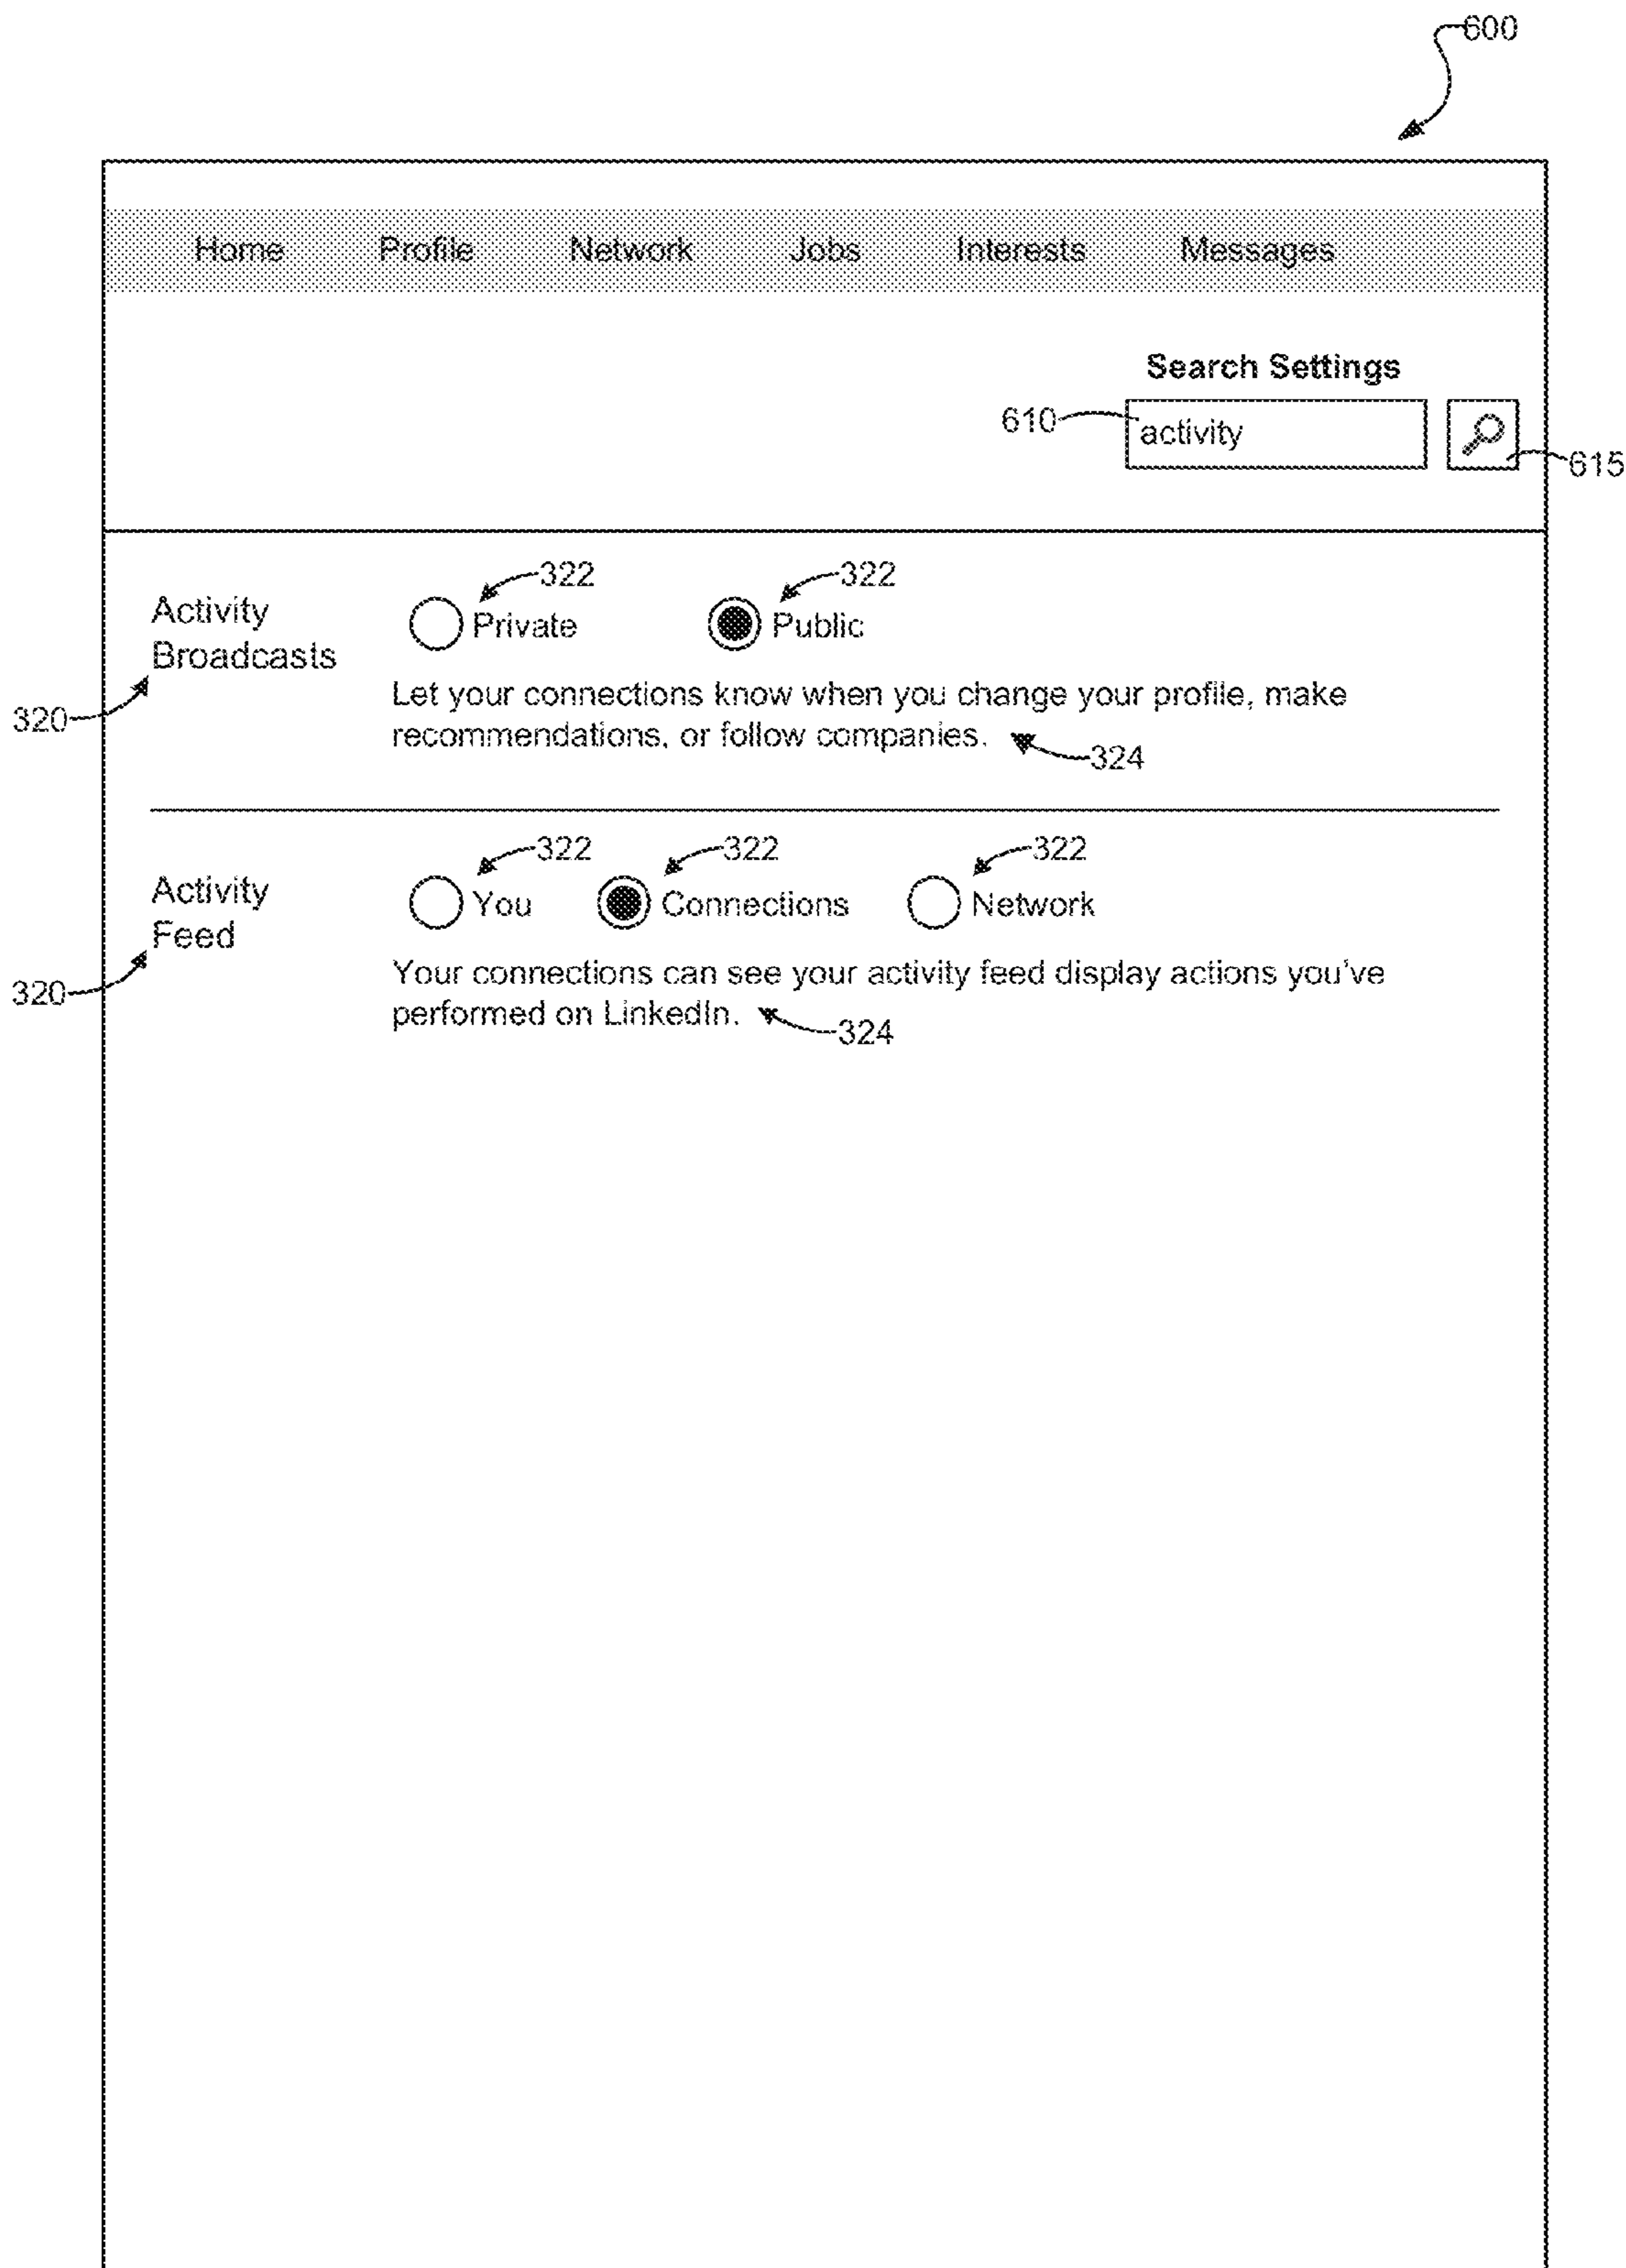 600
Home Profile Network Jobs Interests Messages
Search Settings
610 activity 615
322 322
Activity Broadcasts
Private Public
320
Let your connections know when you change your profile, make
recommendations, or follow companies.
324
322 322 322
Activity Feed
You Connections Network
320
Your connections can see your activity feed display actions you've
performed on LinkedIn.
324